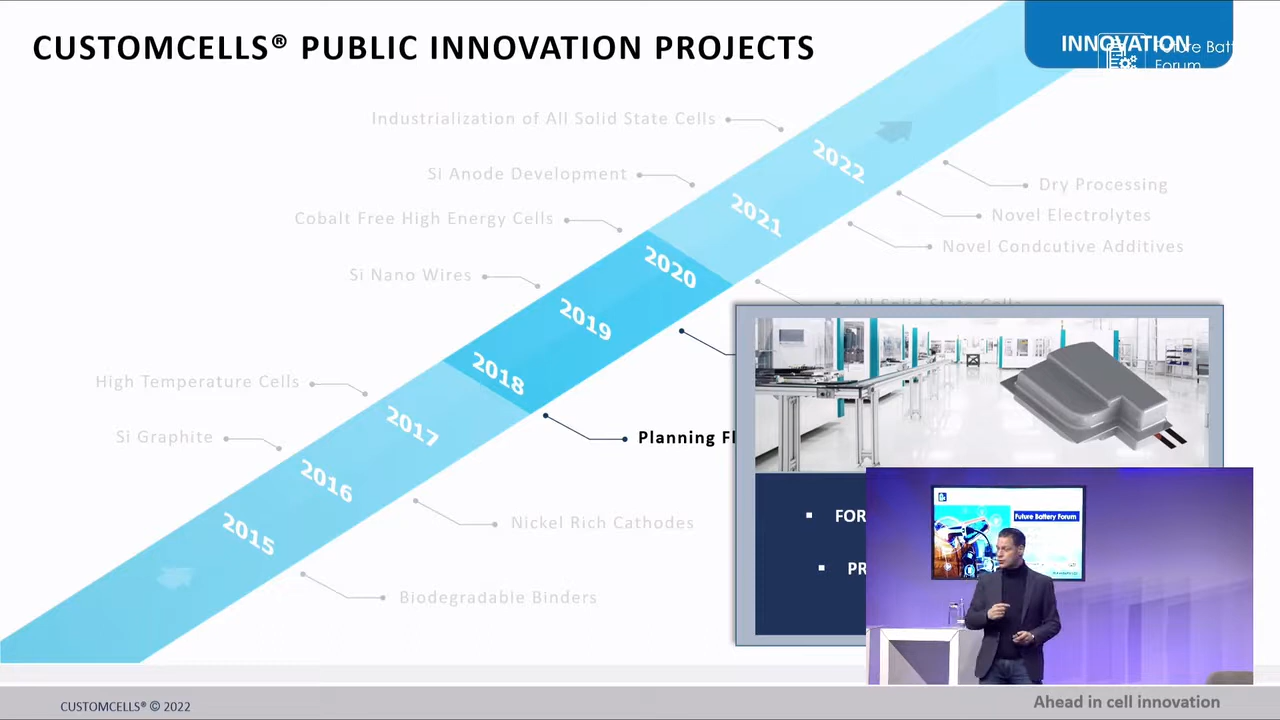 CUSTOMCELLS® PUBLIC INNOVATION PROJECTS
INNOVATION
Future Batt
Forum
Industrialization of All Solid State Cells
2022
Si Anode Development
Dry Processing
2021
Novel Electrolytes
Cobalt Free High Energy Cells
Novel Condcutive Additives
2020
Si Nano Wires
All Solid State Cells
2019
2018
High Temperature Cells
2017
Si Graphite
Planning Fl
2016
Nickel Rich Cathodes
2015
Biodegradable Binders
FOR
PR
Future Battery Forum
CUSTOMCELLS® © 2022
Ahead in cell innovation